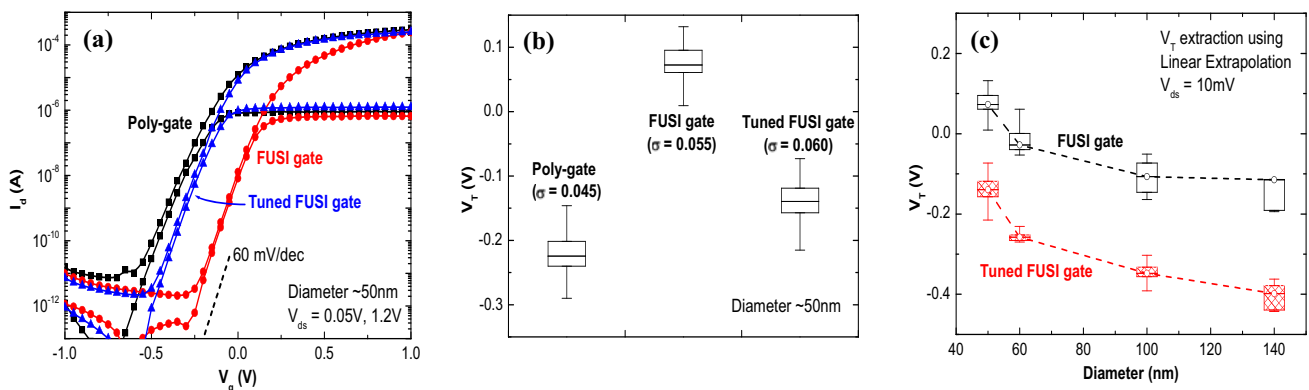 (a)
10⁻⁴
10⁻⁶
10⁻⁸
10⁻¹⁰
10⁻¹²
I_d (A)
Poly-gate
FUSI gate
Tuned FUSI gate
60 mV/dec
Diameter ~50nm
V_ds = 0.05V, 1.2V
-1.0 -0.5 0.0 0.5 1.0
V_g (V)
(b)
0.1
0.0
-0.1
-0.2
-0.3
V_T (V)
FUSI gate
(σ = 0.055)
Tuned FUSI gate
(σ = 0.060)
Poly-gate
(σ = 0.045)
Diameter ~50nm
(c)
0.2
0.0
-0.2
-0.4
V_T (V)
V_T extraction using
Linear Extrapolation
V_ds = 10mV
FUSI gate
Tuned FUSI gate
40 60 80 100 120 140
Diameter (nm)